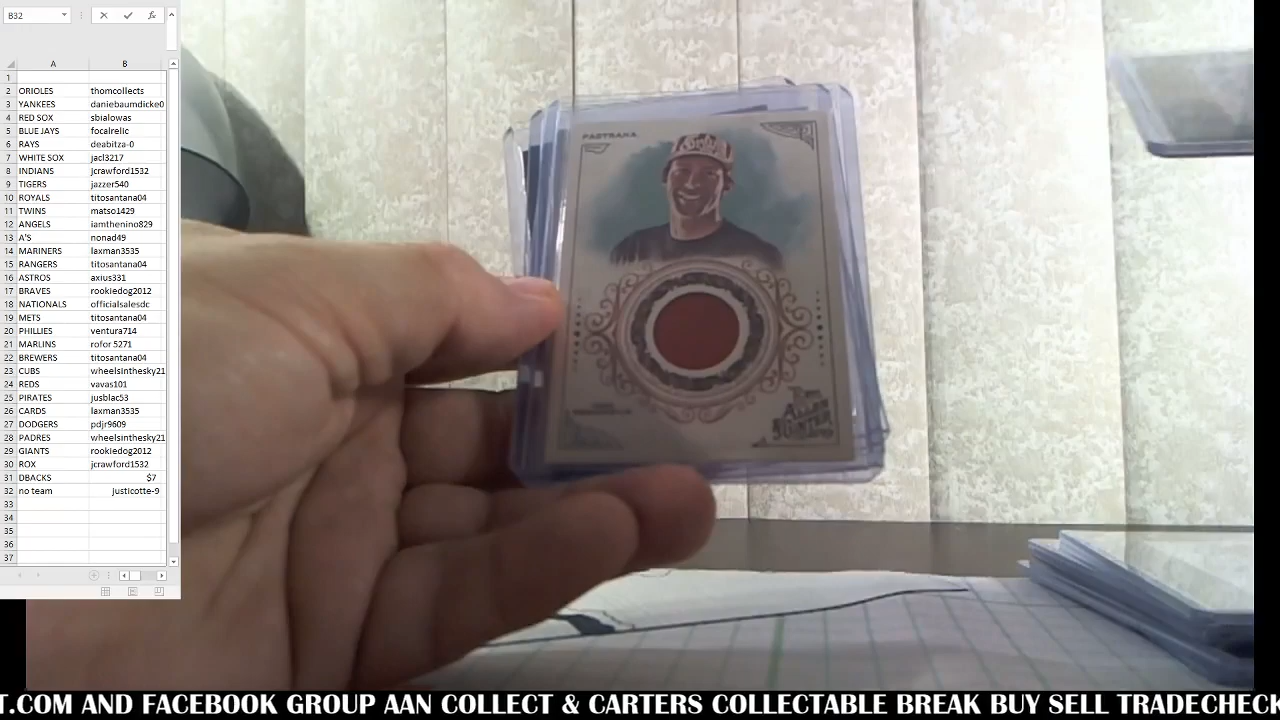 B32
fx
A B
1
2 ORIOLES thomcollects
3 YANKEES daniebaumdicke0
4 RED SOX sbialowas
5 BLUE JAYS focalrelic
6 RAYS deabitza-0
7 WHITE SOX jacl3217
8 INDIANS jcrawford1532
9 TIGERS jazzer540
10 ROYALS titosantana04
11 TWINS matso1429
12 ANGELS iamthenino829
13 A'S nonad49
14 MARINERS laxman3535
15 RANGERS titosantana04
16 ASTROS axius331
17 BRAVES rookiedog2012
18 NATIONALS officialsalesdc
19 METS titosantana04
20 PHILLIES ventura714
21 MARLINS rofor 5271
22 BREWERS titosantana04
23 CUBS wheelsinthesky21
24 REDS vavas101
25 PIRATES jusblac53
26 CARDS laxman3535
27 DODGERS pdjr9609
28 PADRES wheelsinthesky21
29 GIANTS rookiedog2012
30 ROX jcrawford1532
31 DBACKS $7
32 no team justicotte-9
33
34
35
36
37
PASTRANA
ALLEN
T.COM AND FACEBOOK GROUP AAN COLLECT & CARTERS COLLECTABLE BREAK BUY SELL TRADECHECK